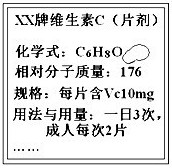 XX牌维生素C（片剂）
化学式：C₆H₈O
相对分子质量：176
规格：每片含Vc10mg
用法与用量：一日3次，
成人每次2片
……